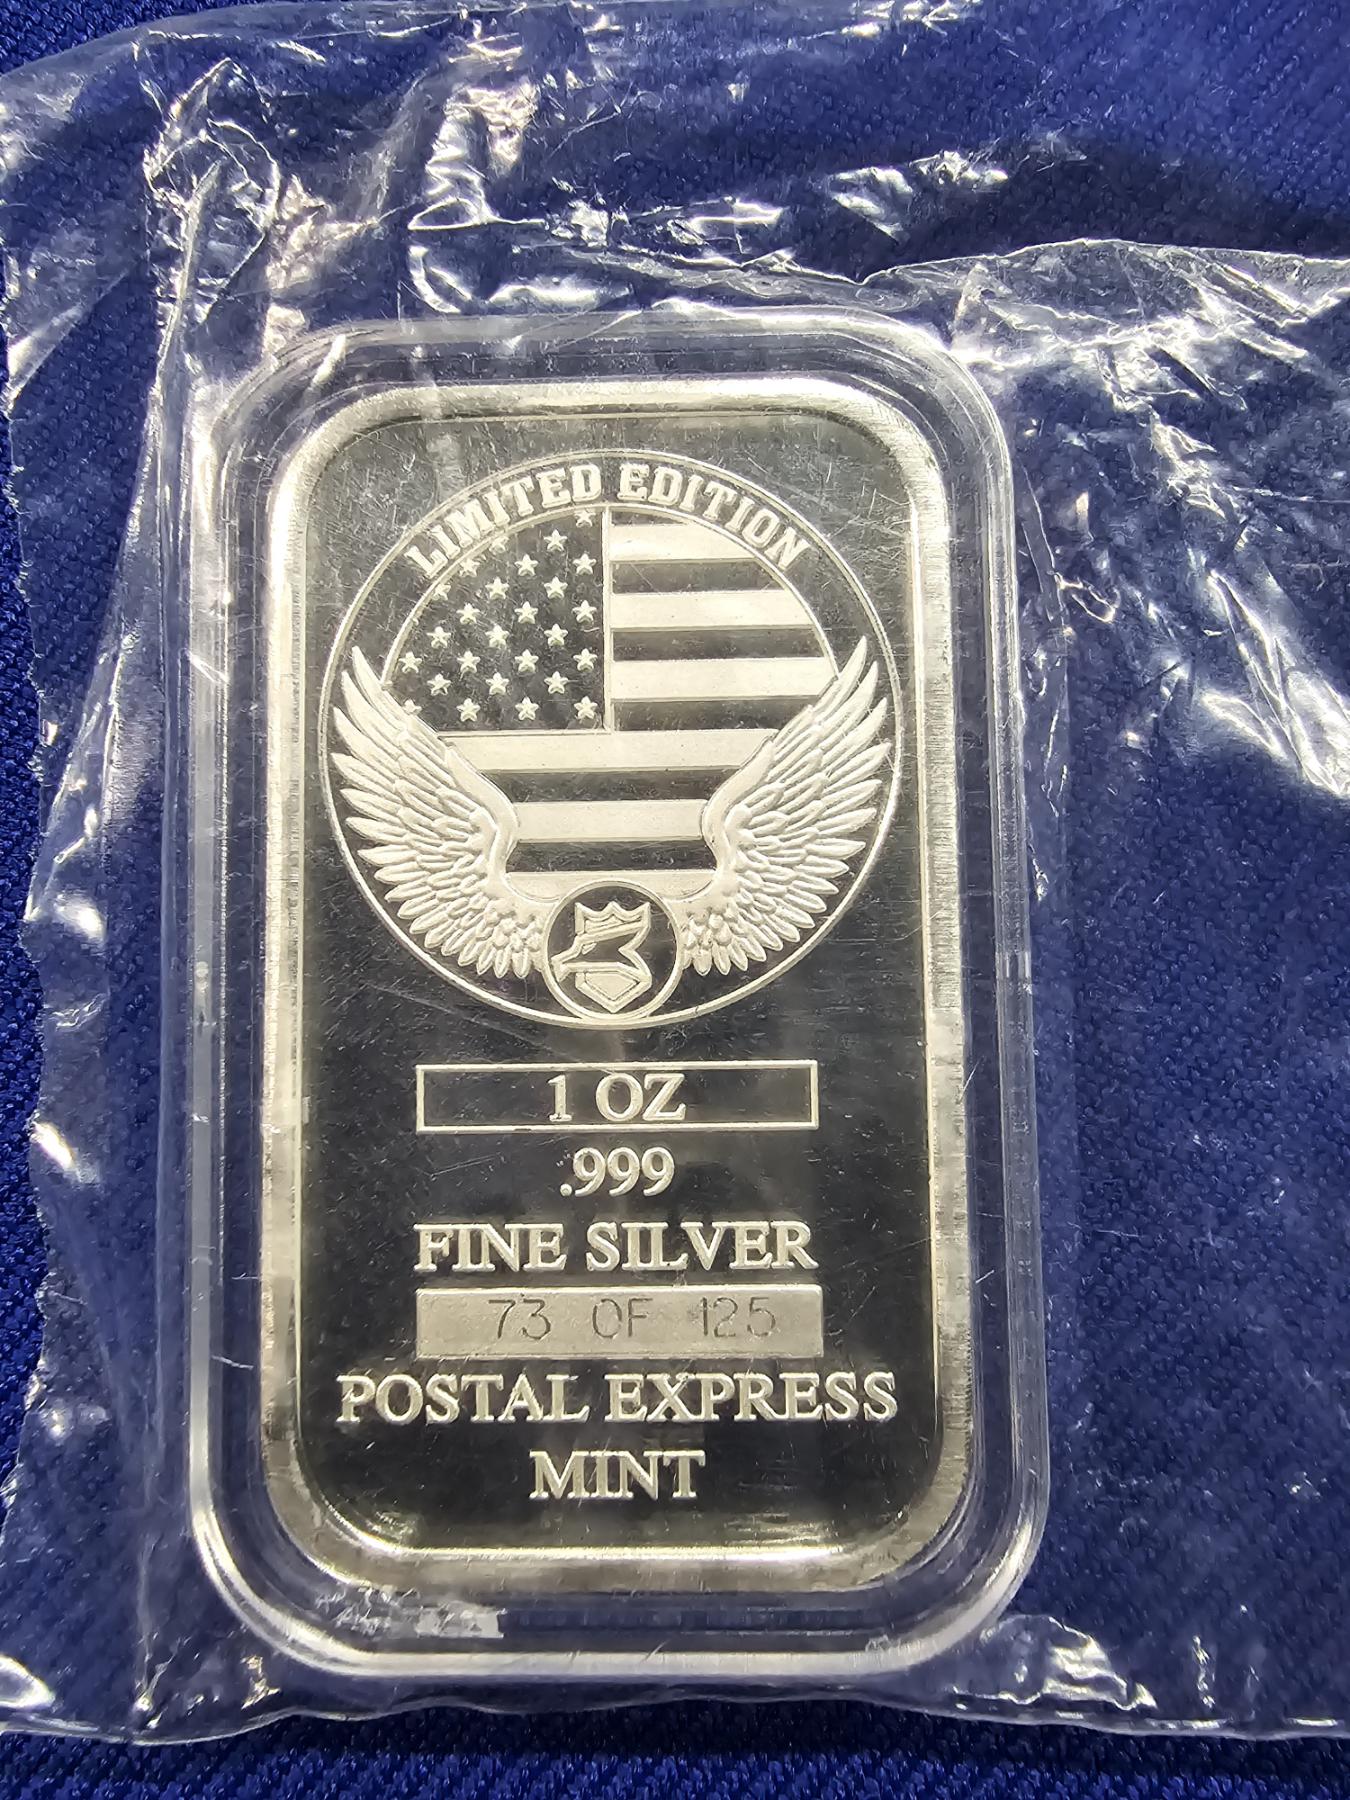 LIMITED EDITION
1 OZ
.999
FINE SILVER
73 OF 125
POSTAL EXPRESS
MINT